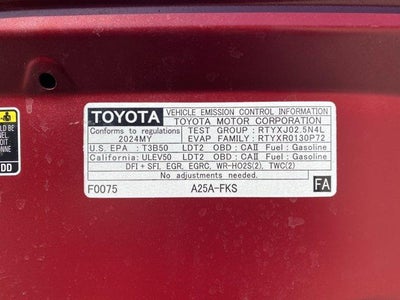 TOYOTA
VEHICLE EMISSION CONTROL INFORMATION
TOYOTA MOTOR CORPORATION
Conforms to regulations
2024MY
TEST GROUP : RTYXJ02.5N4L
EVAP FAMILY : RTYXR0130P72
U.S. EPA : T3B50 LDT2 OBD : CAII Fuel : Gasoline
California: ULEV50 LDT2 OBD : CAII Fuel : Gasoline
DFI + SFI, EGR, EGRC, WR-HO2S(2), TWC(2)
No adjustments needed.
F0075 A25A-FKS FA